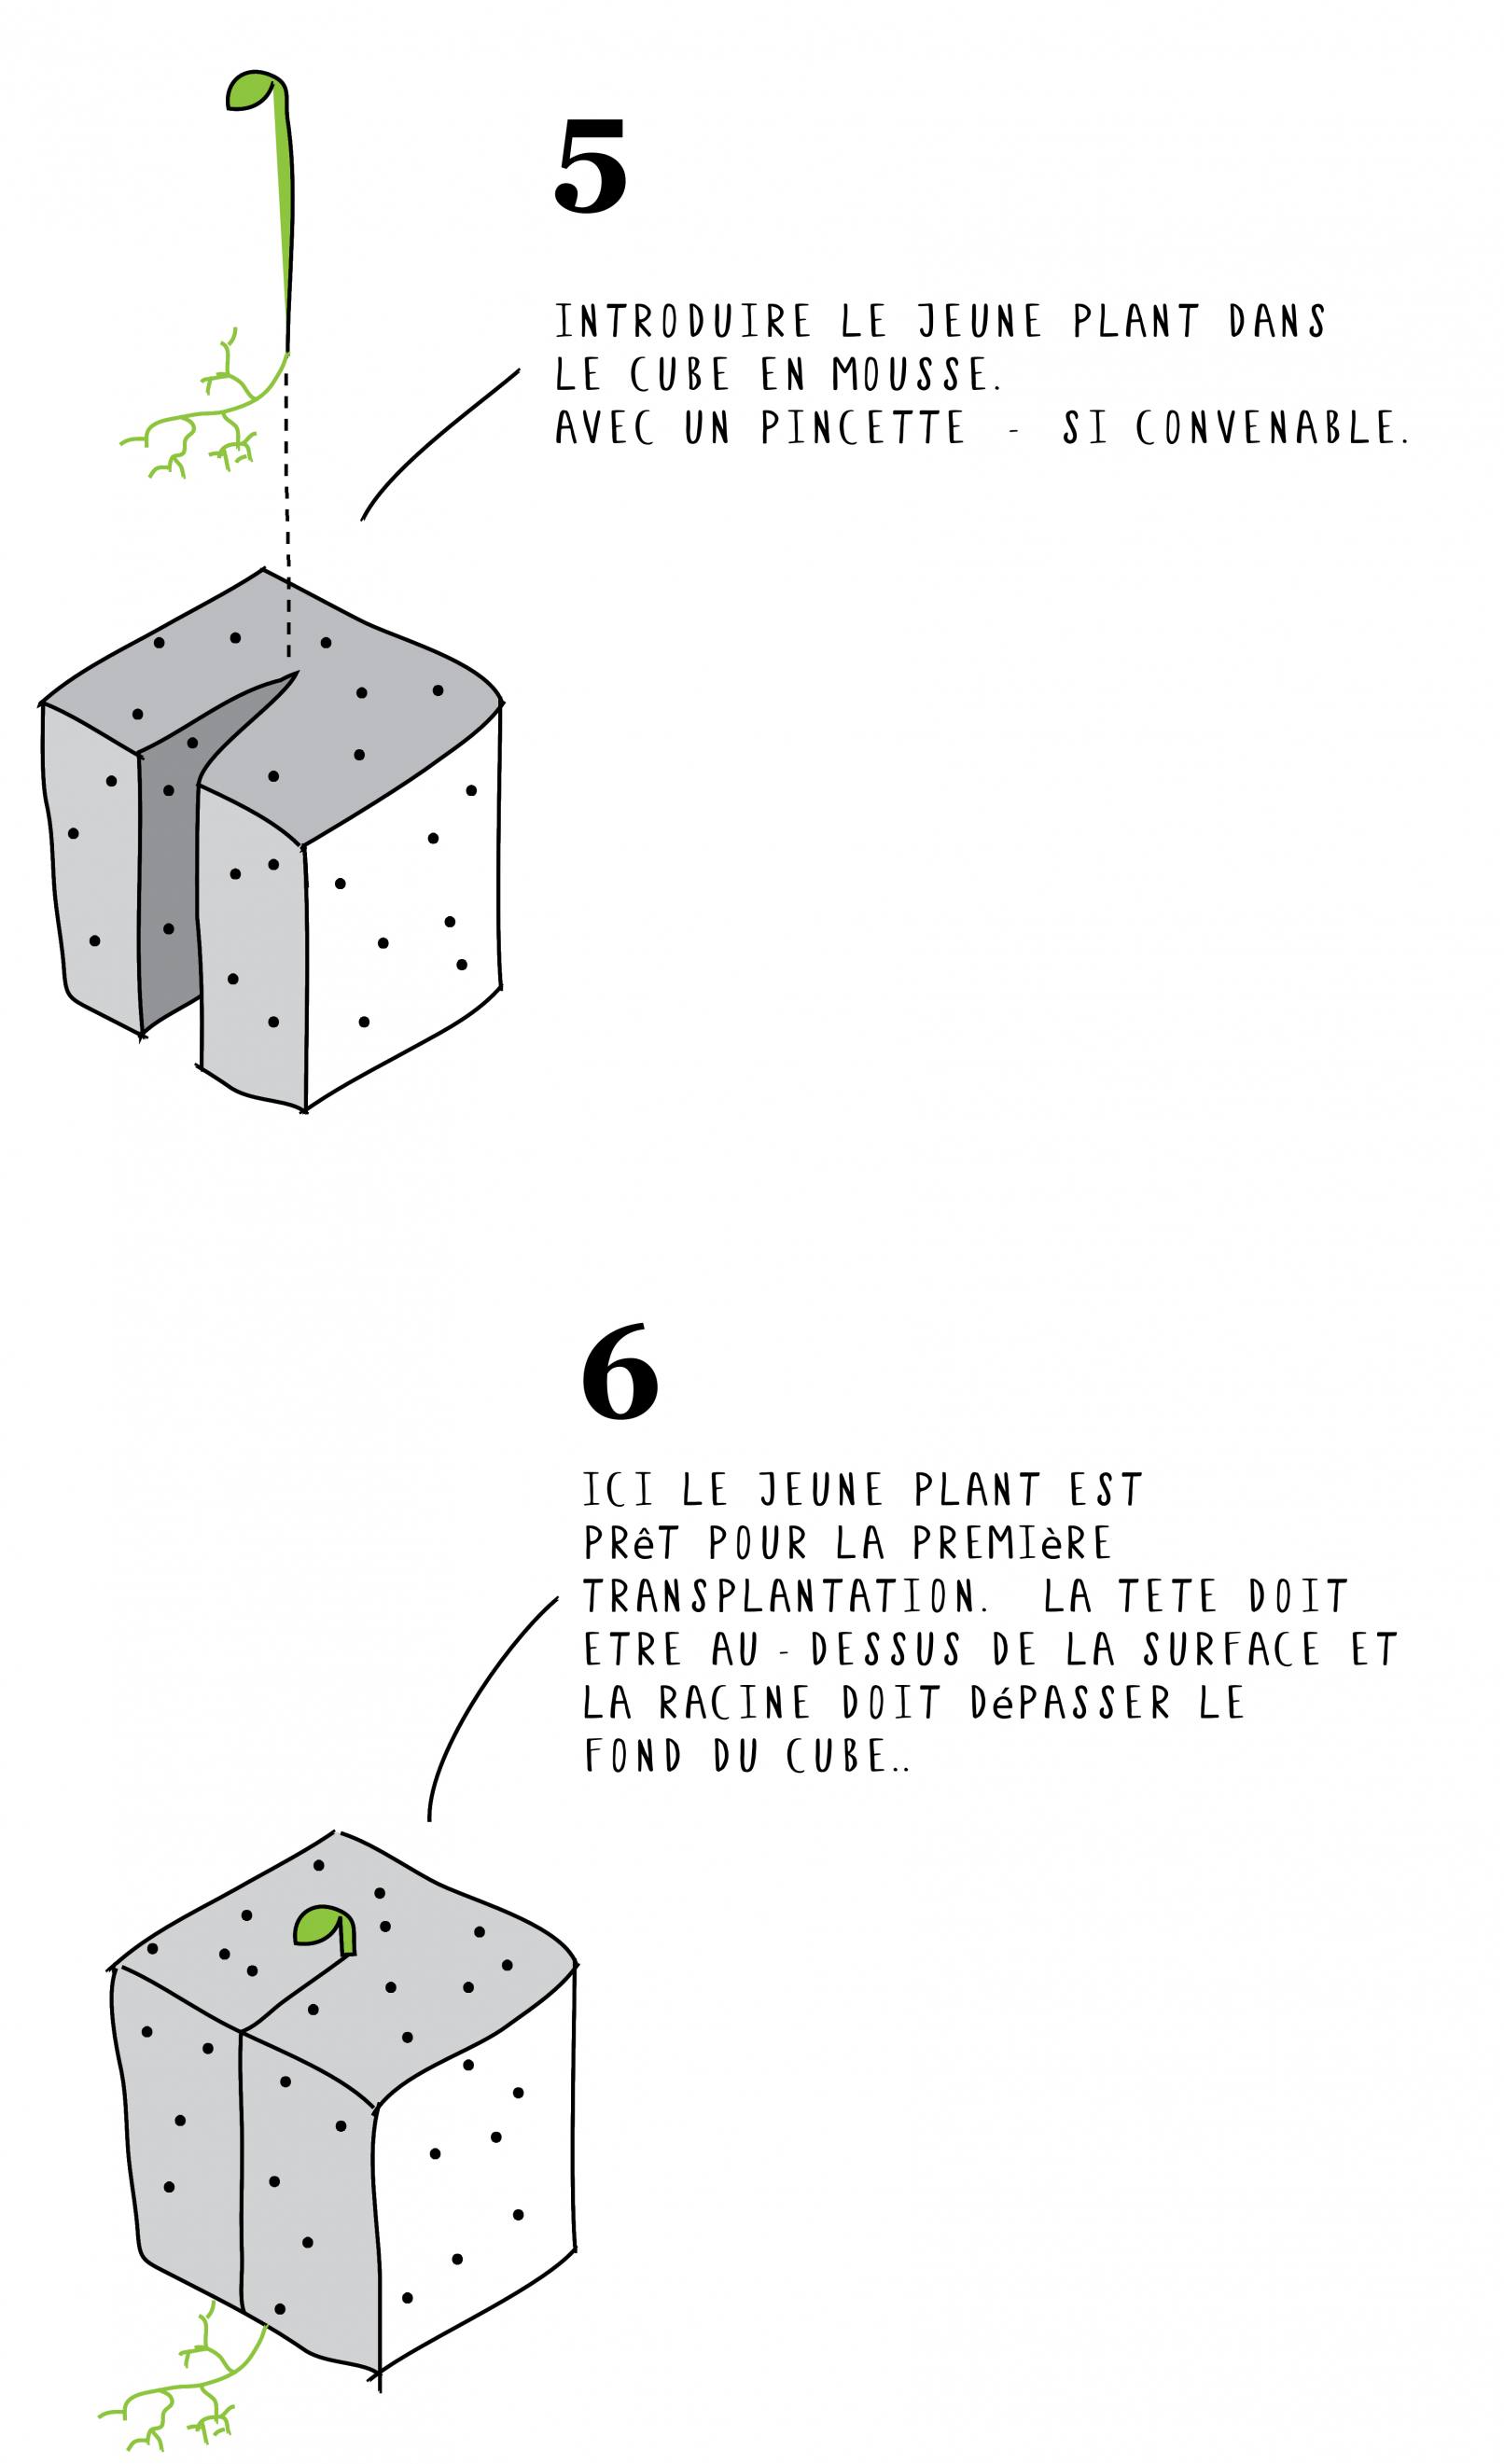 5
INTRODUIRE LE JEUNE PLANT DANS
LE CUBE EN MOUSSE.
AVEC UN PINCETTE - SI CONVENABLE.
6
ICI LE JEUNE PLANT EST
PRêT POUR LA PREMIèRE
TRANSPLANTATION. LA TETE DOIT
ETRE AU - DESSUS DE LA SURFACE ET
LA RACINE DOIT DéPASSER LE
FOND DU CUBE..